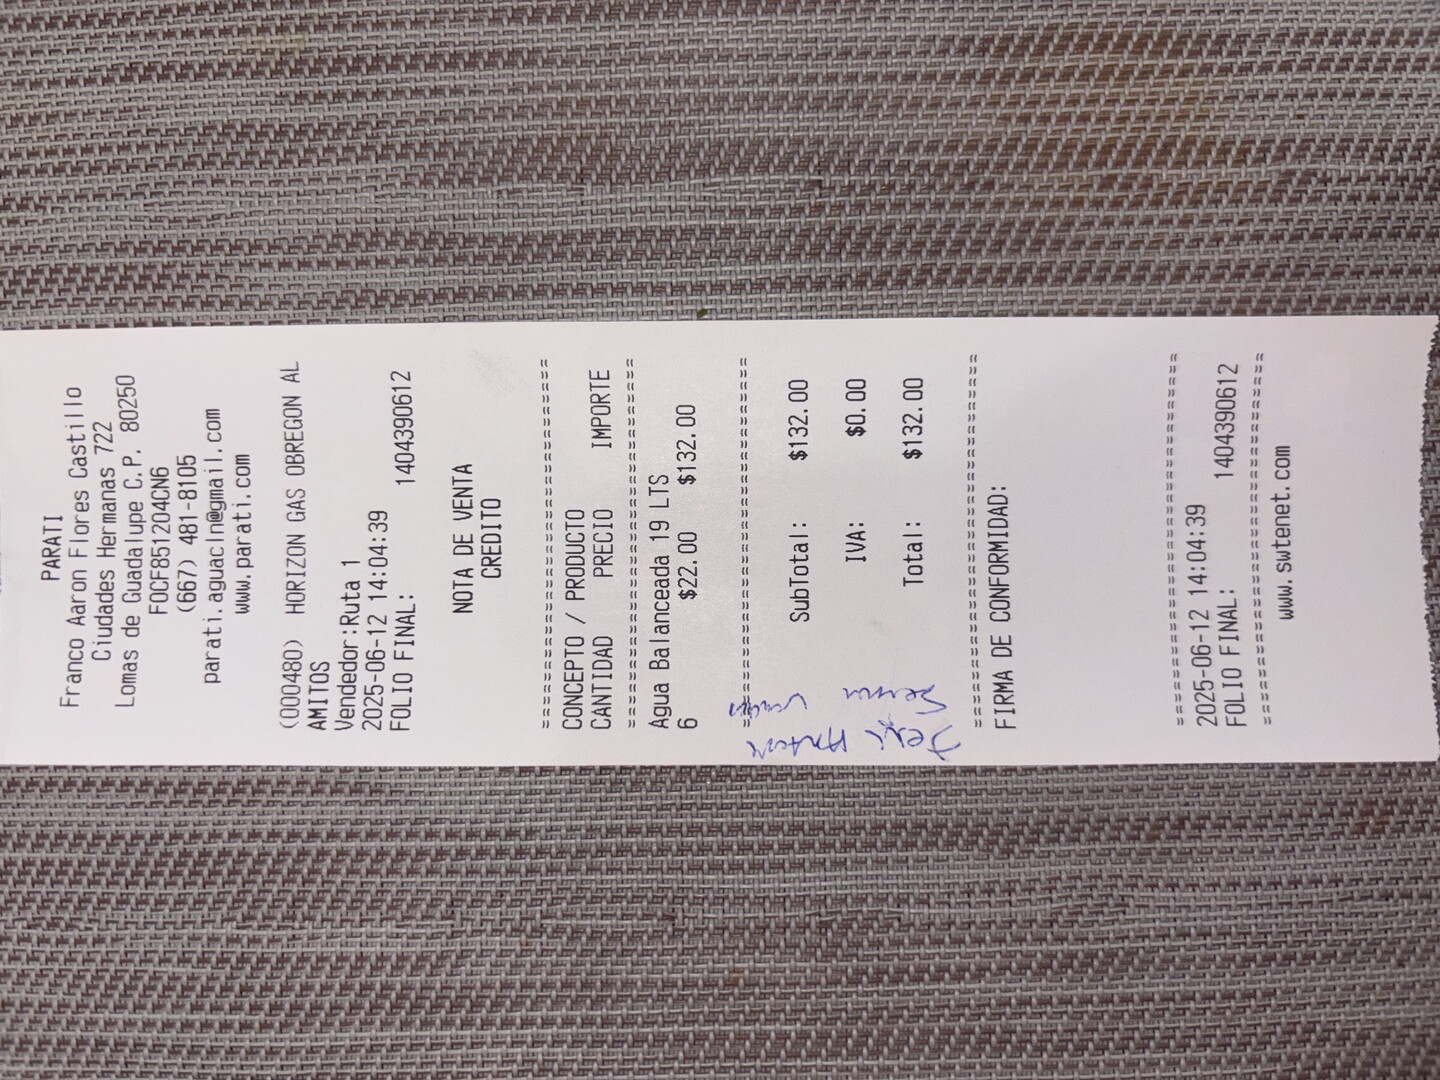 PARATI
Franco Aaron Flores Castillo
Ciudades Hermanas 722
Lomas de Guadalupe C.P. 80250
FOCF851204CN6
(667) 481-8105
parati.aguacln@gmail.com
www.parati.com
(000480) HORIZON GAS OBREGON AL
AMITOS
Vendedor:Ruta 1
2025-06-12 14:04:39
FOLIO FINAL: 1404390612
NOTA DE VENTA
CREDITO
===============================
CONCEPTO / PRODUCTO
CANTIDAD PRECIO IMPORTE
===============================
Agua Balanceada 19 LTS
6 $22.00 $132.00
===============================
SubTotal: $132.00
IVA: $0.00
Total: $132.00
===============================
FIRMA DE CONFORMIDAD:
===============================
2025-06-12 14:04:39
FOLIO FINAL: 1404390612
===============================
www.swtenet.com